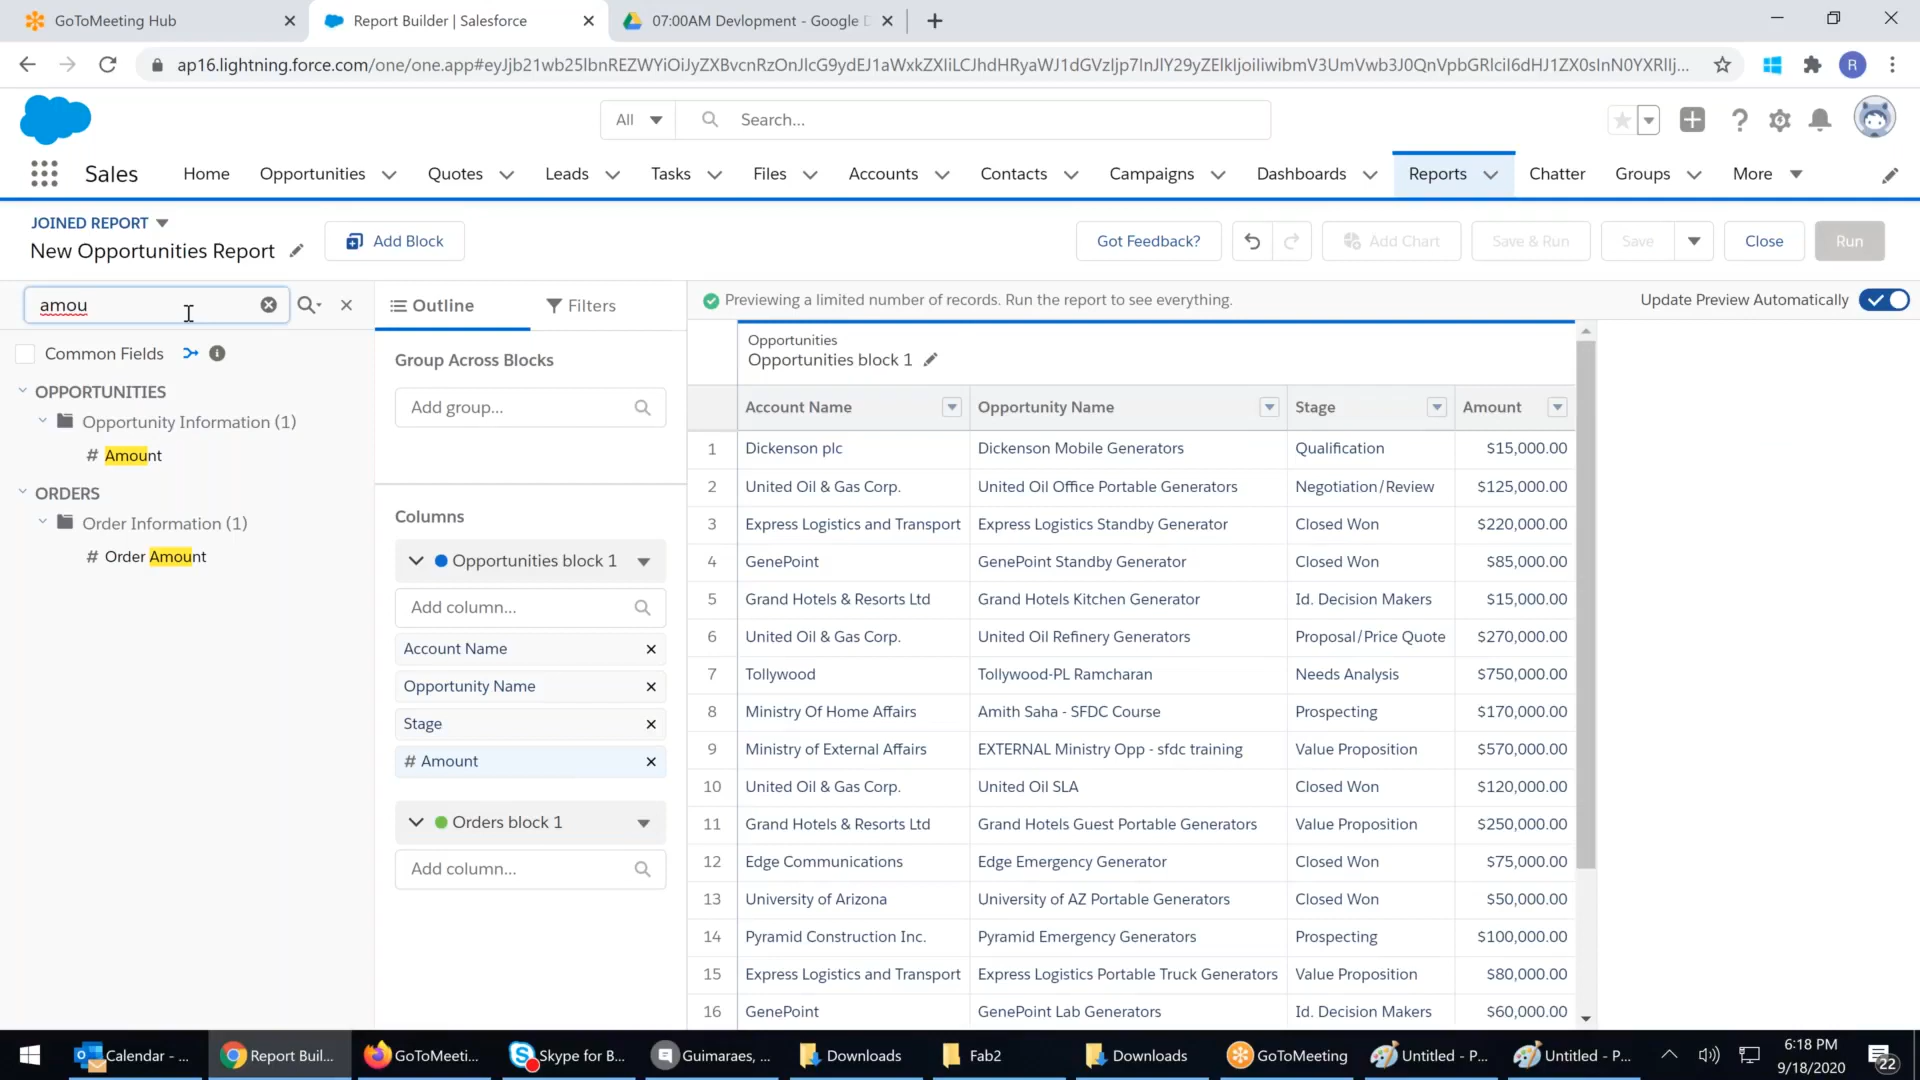 GoToMeeting Hub
Report Builder | Salesforce
07:00AM Devlopment - Google D
ap16.lightning.force.com/one/one.app#
R
All
Search...
Sales
Home
Opportunities
Quotes
Leads
Tasks
Files
Accounts
Contacts
Campaigns
Dashboards
Reports
Chatter
Groups
More
JOINED REPORT
New Opportunities Report
Add Block
Got Feedback?
Add Chart
Save & Run
Save
Close
Run
amou
Common Fields
OPPORTUNITIES
Opportunity Information (1)
# Amount
ORDERS
Order Information (1)
# Order Amount
Outline
Filters
Group Across Blocks
Add group...
Columns
Opportunities block 1
Add column...
Account Name
Opportunity Name
Stage
# Amount
Orders block 1
Add column...
Previewing a limited number of records. Run the report to see everything.
Update Preview Automatically
Opportunities
Opportunities block 1
Account Name Opportunity Name Stage Amount
1 Dickenson plc Dickenson Mobile Generators Qualification $15,000.00
2 United Oil & Gas Corp. United Oil Office Portable Generators Negotiation/Review $125,000.00
3 Express Logistics and Transport Express Logistics Standby Generator Closed Won $220,000.00
4 GenePoint GenePoint Standby Generator Closed Won $85,000.00
5 Grand Hotels & Resorts Ltd Grand Hotels Kitchen Generator Id. Decision Makers $15,000.00
6 United Oil & Gas Corp. United Oil Refinery Generators Proposal/Price Quote $270,000.00
7 Tollywood Tollywood-PL Ramcharan Needs Analysis $750,000.00
8 Ministry Of Home Affairs Amith Saha - SFDC Course Prospecting $170,000.00
9 Ministry of External Affairs EXTERNAL Ministry Opp - sfdc training Value Proposition $570,000.00
10 United Oil & Gas Corp. United Oil SLA Closed Won $120,000.00
11 Grand Hotels & Resorts Ltd Grand Hotels Guest Portable Generators Value Proposition $250,000.00
12 Edge Communications Edge Emergency Generator Closed Won $75,000.00
13 University of Arizona University of AZ Portable Generators Closed Won $50,000.00
14 Pyramid Construction Inc. Pyramid Emergency Generators Prospecting $100,000.00
15 Express Logistics and Transport Express Logistics Portable Truck Generators Value Proposition $80,000.00
16 GenePoint GenePoint Lab Generators Id. Decision Makers $60,000.00
Calendar - ...
Report Buil...
GoToMeeti...
Skype for B...
Guimaraes, ...
Downloads
Fab2
Downloads
GoToMeeting
Untitled - P...
Untitled - P...
6:18 PM
9/18/2020
22